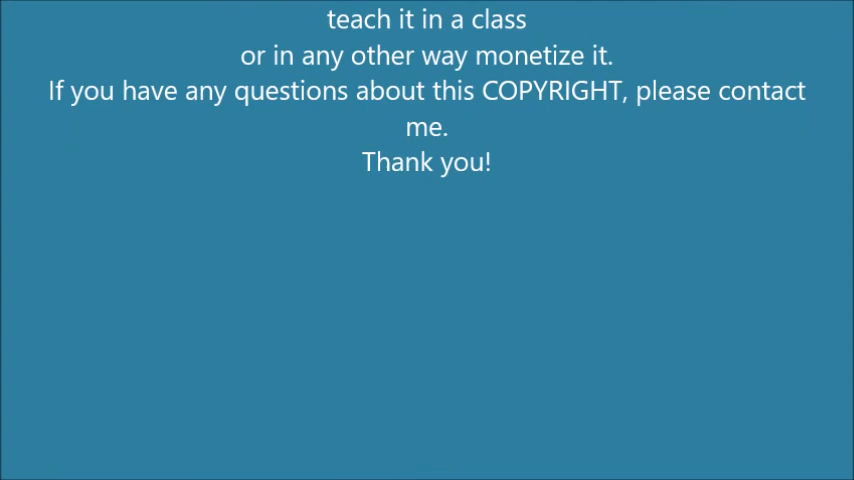 teach it in a class
or in any other way monetize it.
If you have any questions about this COPYRIGHT, please contact
me.
Thank you!